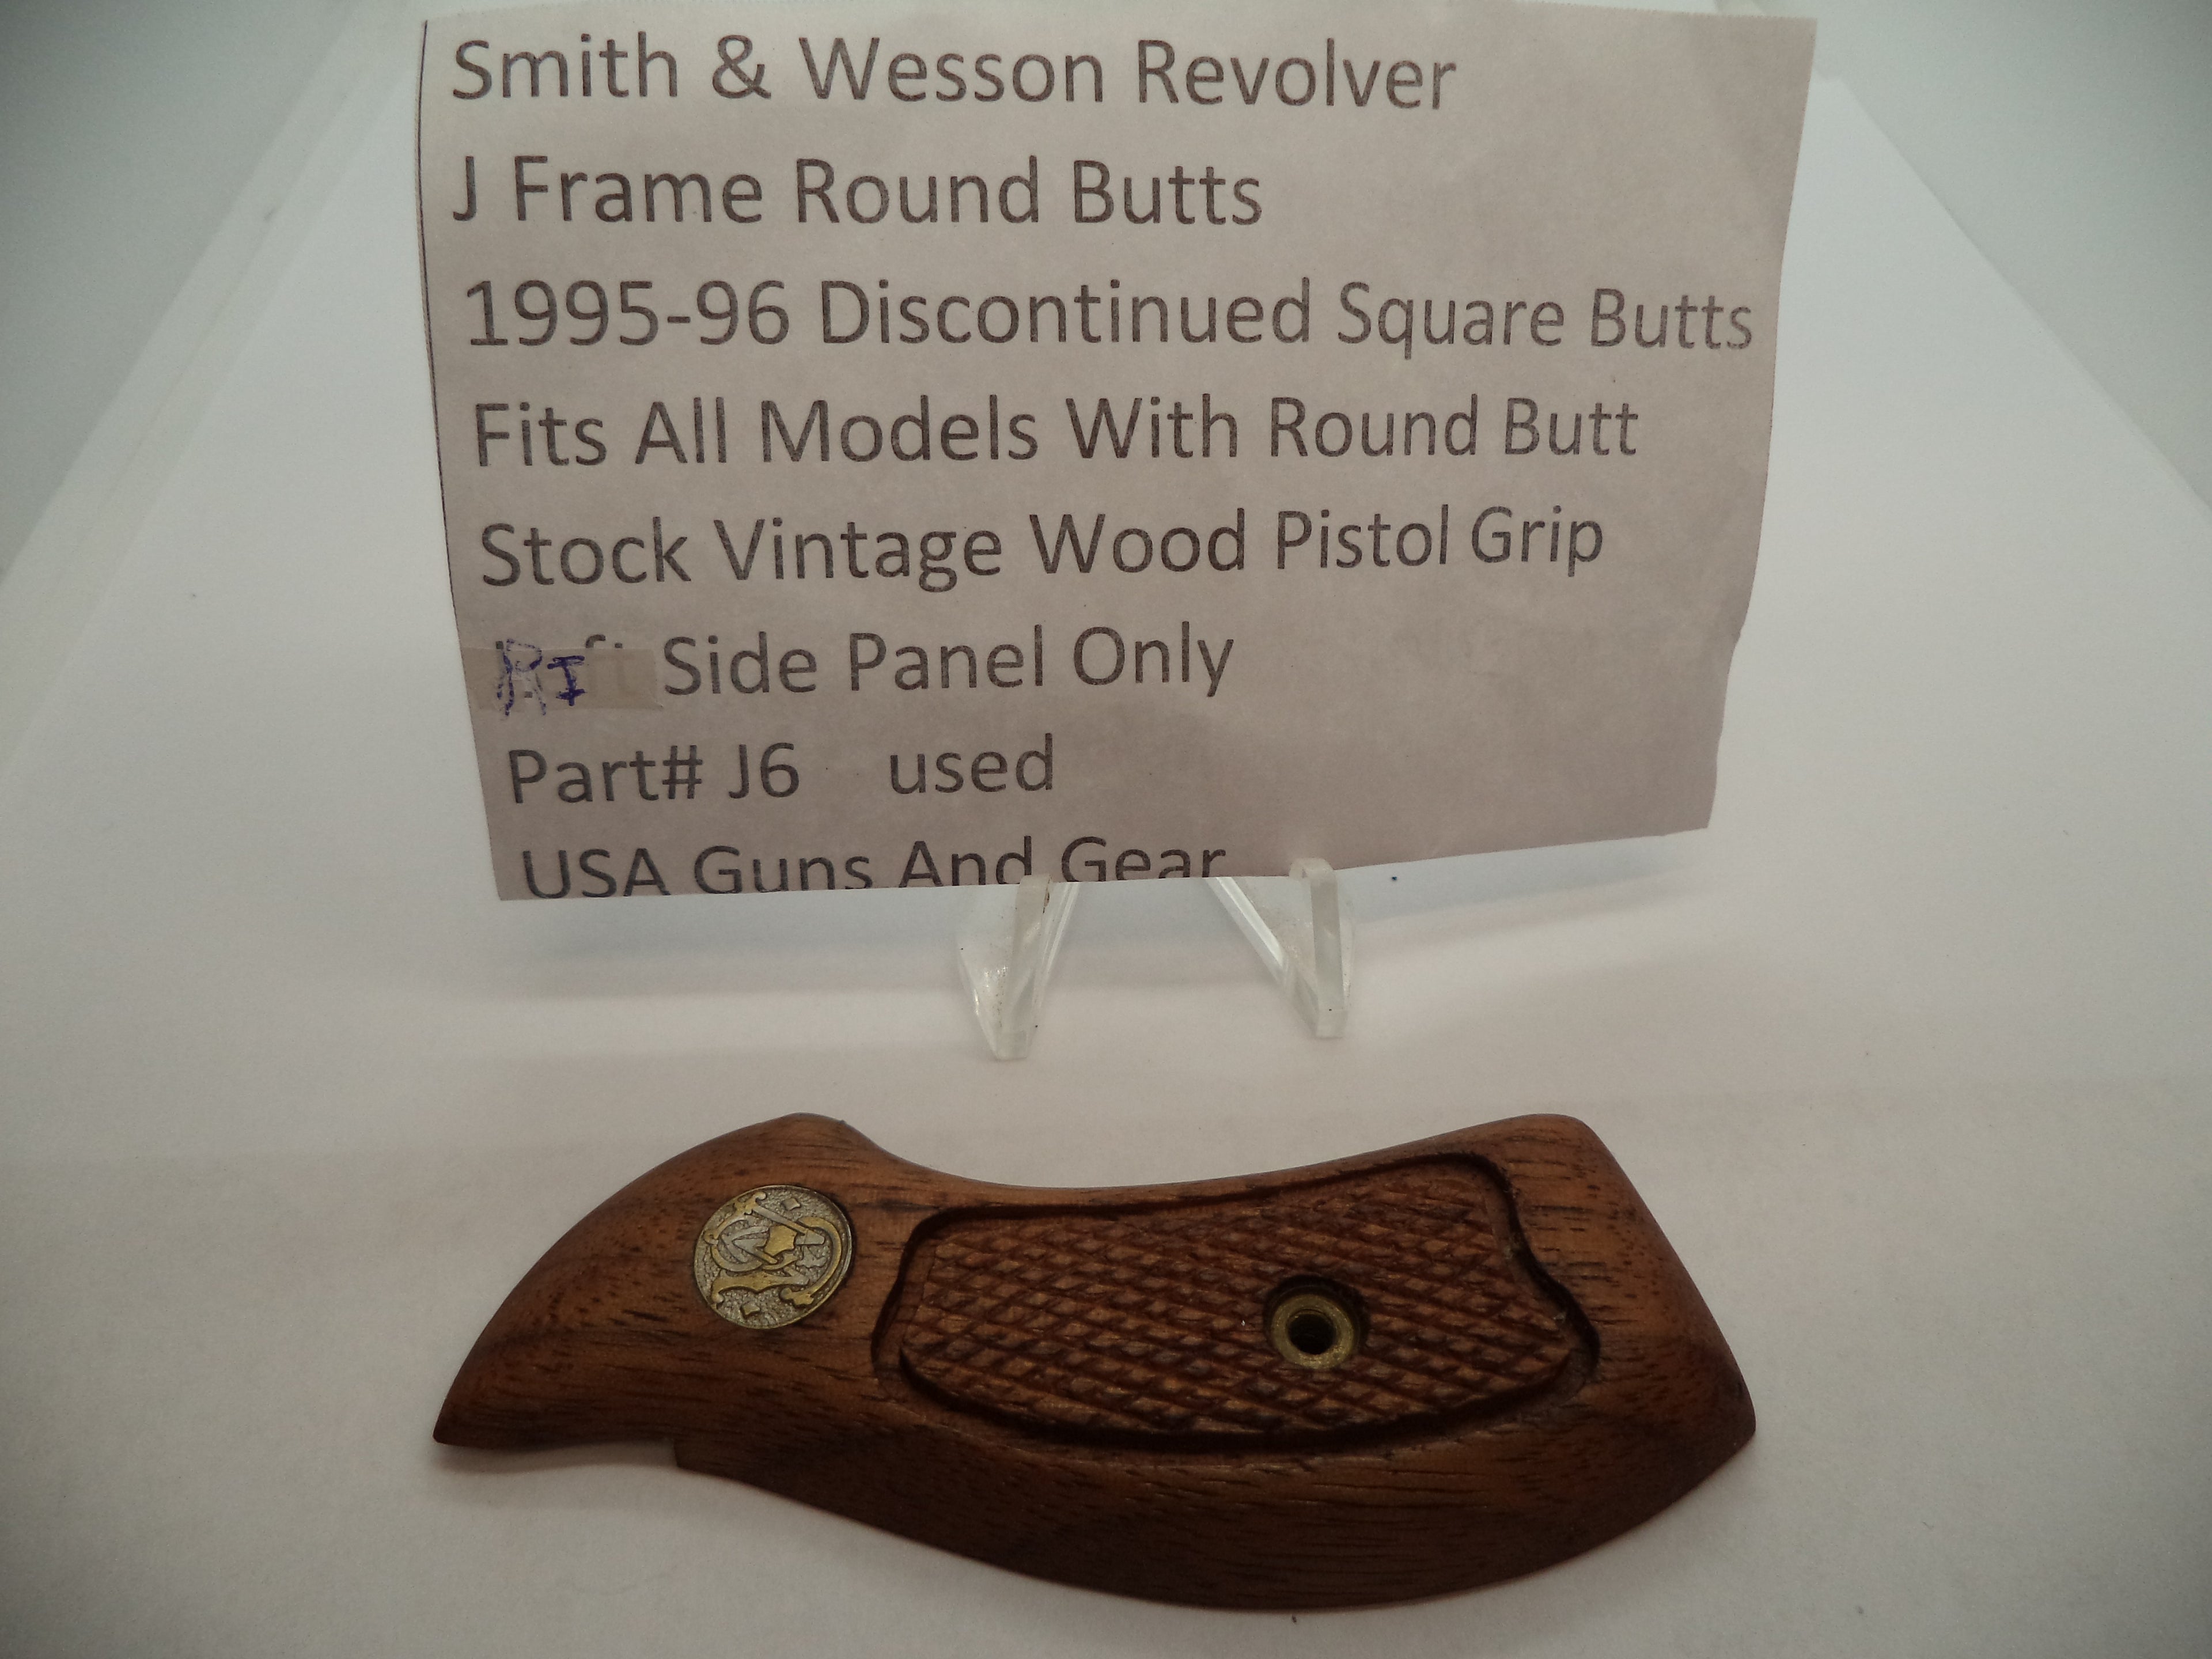 Smith & Wesson Revolver
J Frame Round Butts
1995-96 Discontinued Square Butts
Fits All Models With Round Butt
Stock Vintage Wood Pistol Grip
RI Side Panel Only
Part# J6 used
USA Guns And Gear